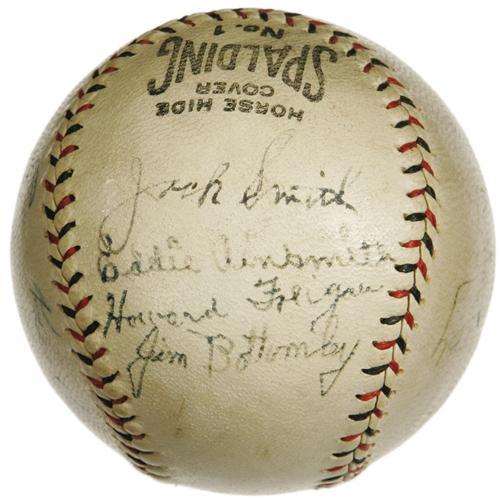 No. 1
SPALDING
HORSE HIDE
COVER
Jack Smith
Eddie Ainsmith
Howard Freigau
Jim Bottomley